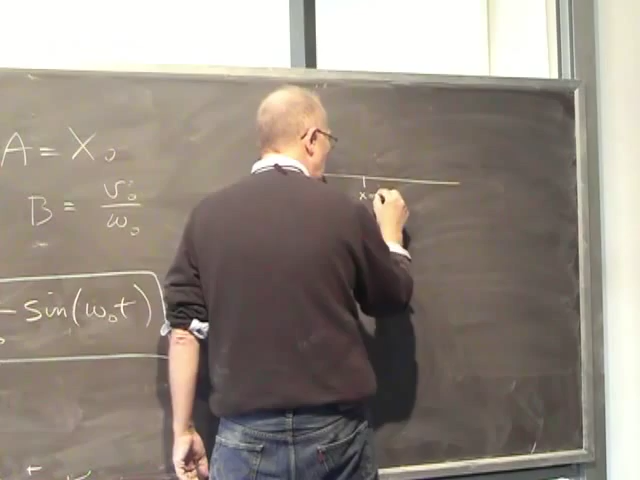 A = X₀
B = v₀/ω₀
sin(ω₀t)
x